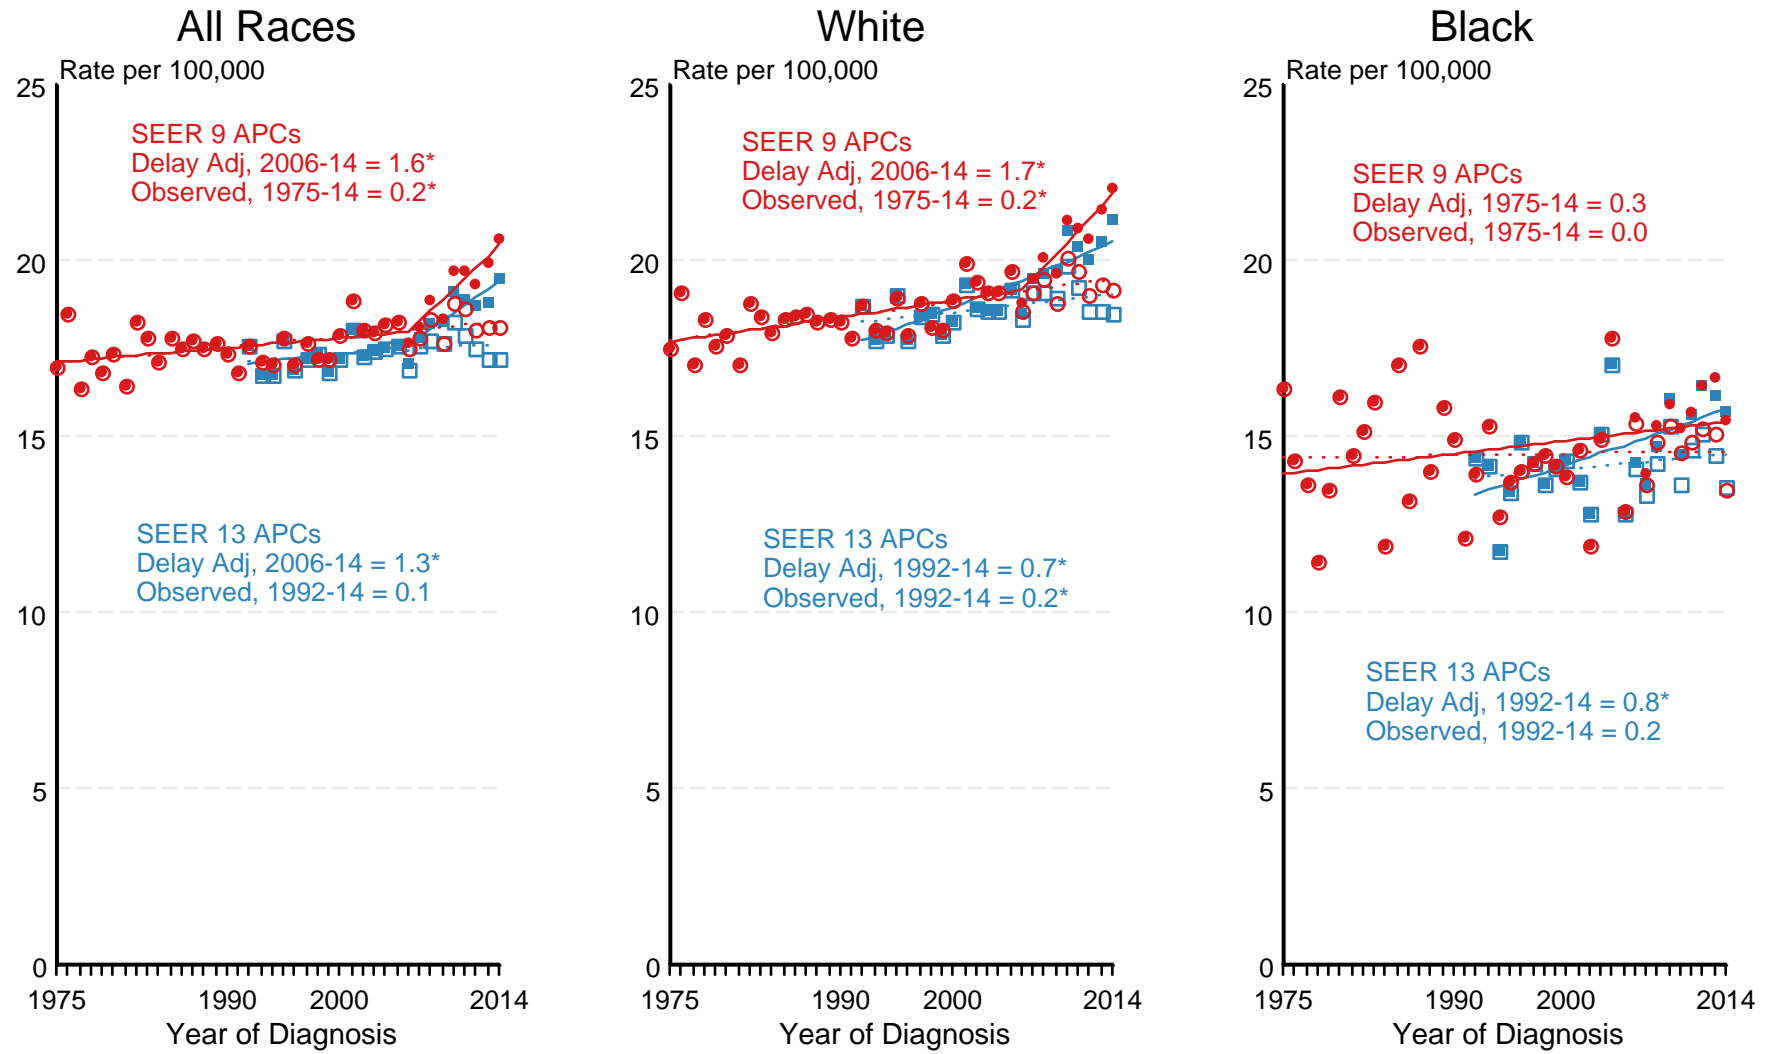 All Races
Rate per 100,000
25
SEER 9 APCs
Delay Adj, 2006-14 = 1.6*
Observed, 1975-14 = 0.2*
20
15
SEER 13 APCs
Delay Adj, 2006-14 = 1.3*
Observed, 1992-14 = 0.1
10
5
0
1975 1990 2000 2014
Year of Diagnosis
White
Rate per 100,000
25
SEER 9 APCs
Delay Adj, 2006-14 = 1.7*
Observed, 1975-14 = 0.2*
20
15
SEER 13 APCs
Delay Adj, 1992-14 = 0.7*
Observed, 1992-14 = 0.2*
10
5
0
1975 1990 2000 2014
Year of Diagnosis
Black
Rate per 100,000
25
SEER 9 APCs
Delay Adj, 1975-14 = 0.3
Observed, 1975-14 = 0.0
20
15
10
SEER 13 APCs
Delay Adj, 1992-14 = 0.8*
Observed, 1992-14 = 0.2
5
0
1975 1990 2000 2014
Year of Diagnosis